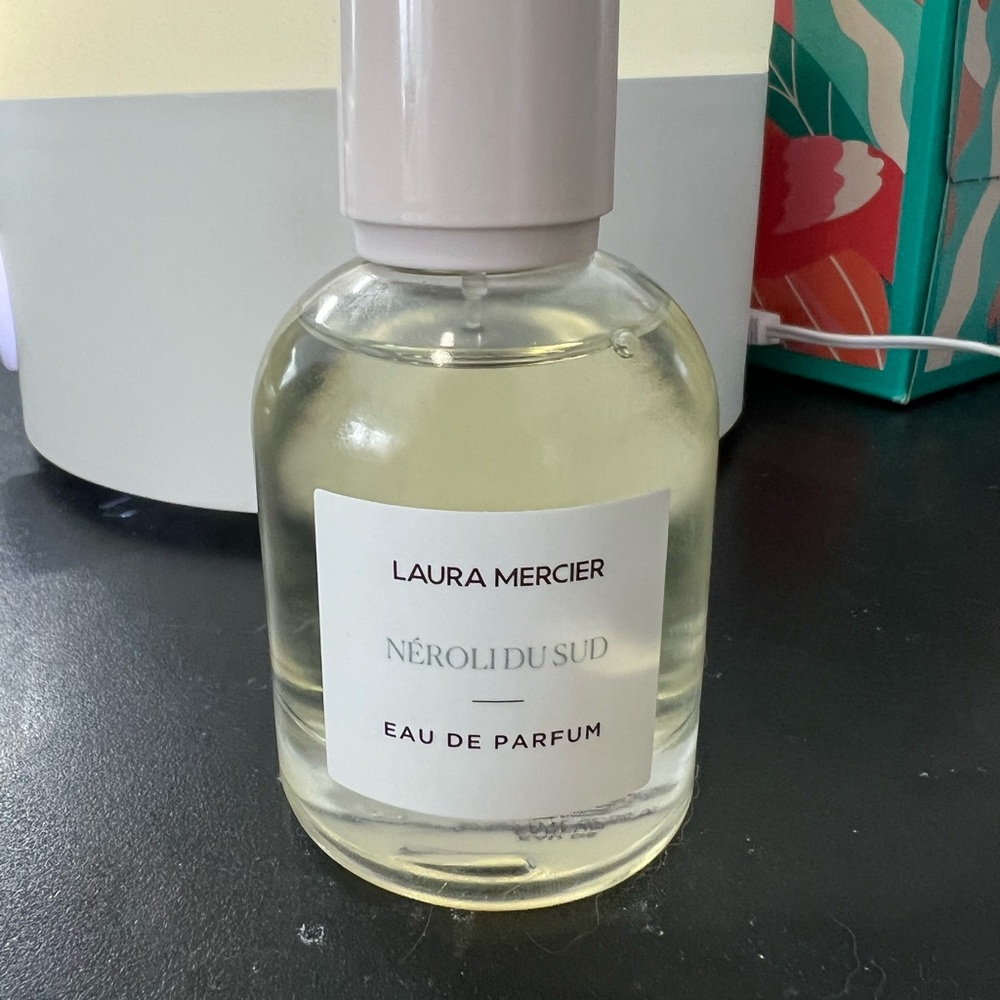 LAURA MERCIER
NÉROLI DU SUD
EAU DE PARFUM